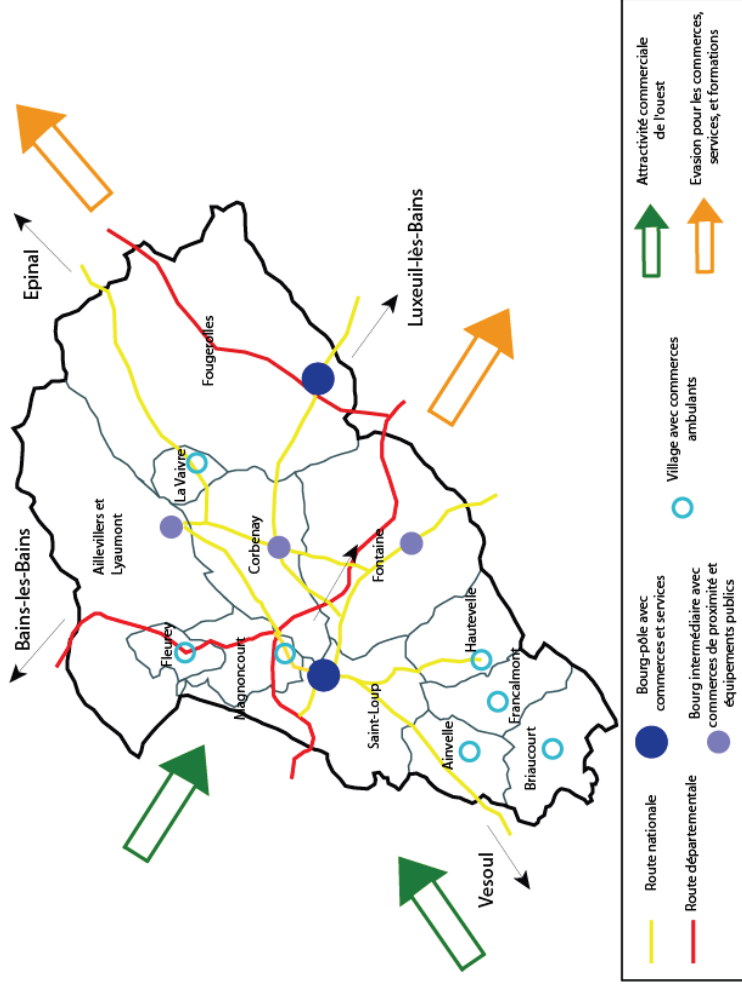 Bains-les-Bains
Epinal
Aillevillers et
Lyaumont
Fleurey
La Vaivre
Fougerolles
Magnoncourt
Corbenay
Saint-Loup
Fontaine
Luxeuil-lès-Bains
Ainvelle
Hautevelle
Vesoul
Francalmont
Briaucourt
Route nationale
Route départementale
Bourg-pôle avec
commerces et services
Bourg intermédiaire avec
commerces de proximité et
équipements publics
Village avec commerces
ambulants
Attractivité commerciale
de l'ouest
Evasion pour les commerces,
services, et formations